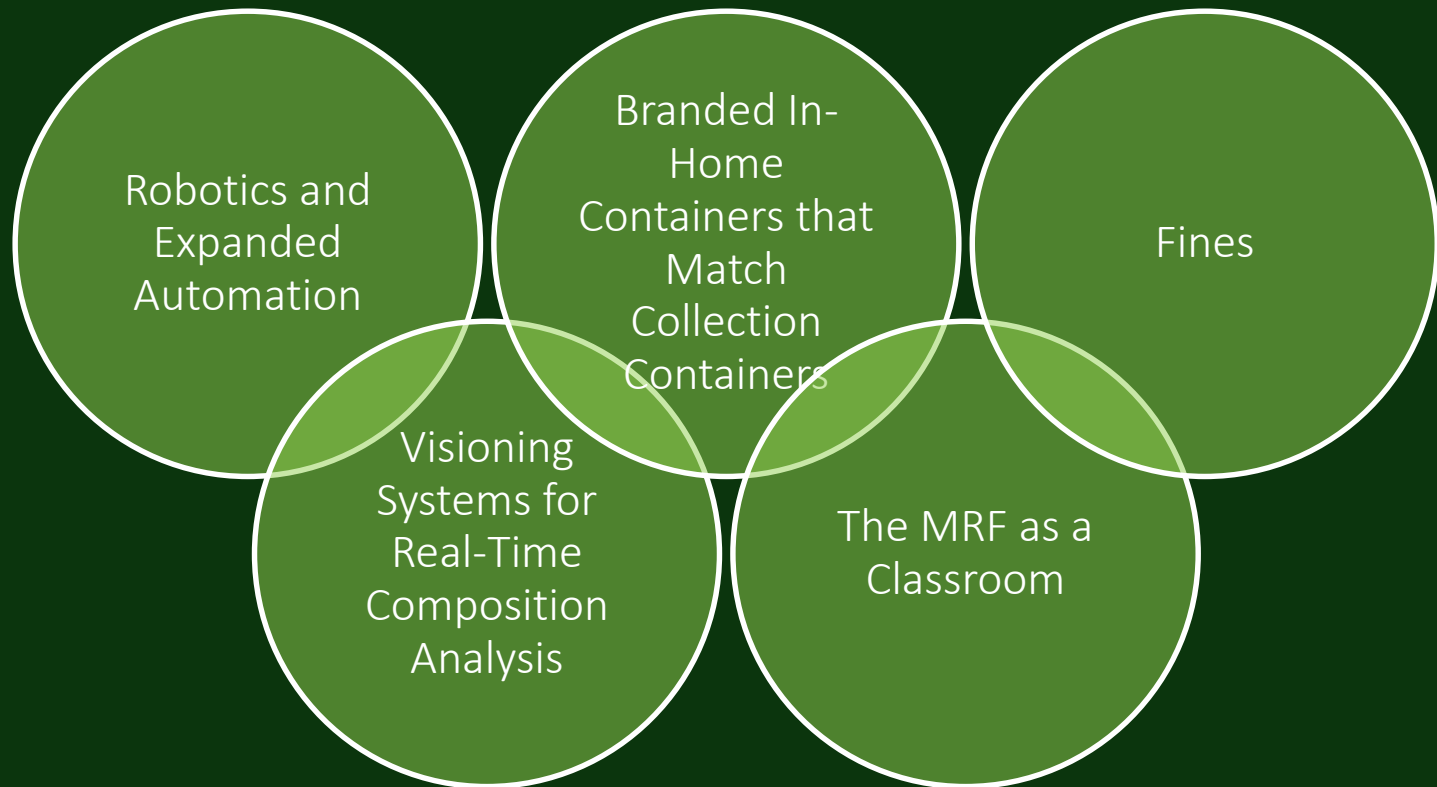 Robotics and
Expanded
Automation
Branded In-
Home
Containers that
Match
Collection
Containers
Fines
Visioning
Systems for
Real-Time
Composition
Analysis
The MRF as a
Classroom